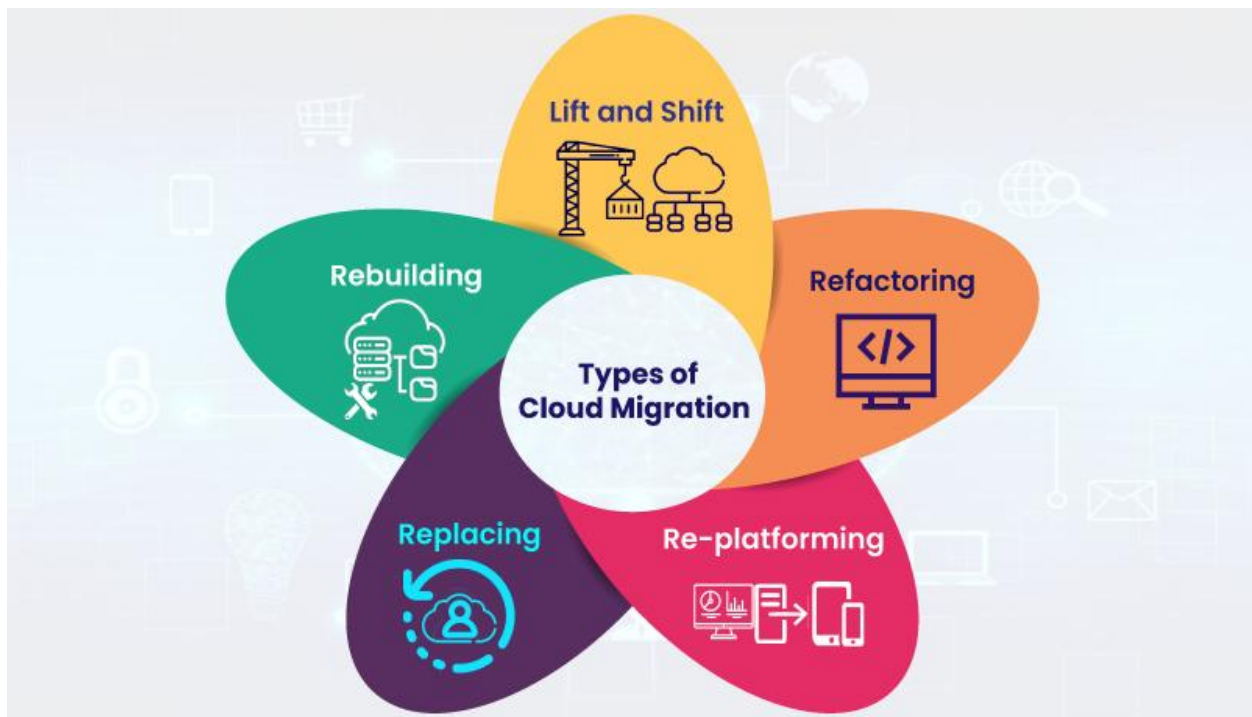 Lift and Shift
Refactoring
Re-platforming
Replacing
Rebuilding
Types of
Cloud Migration